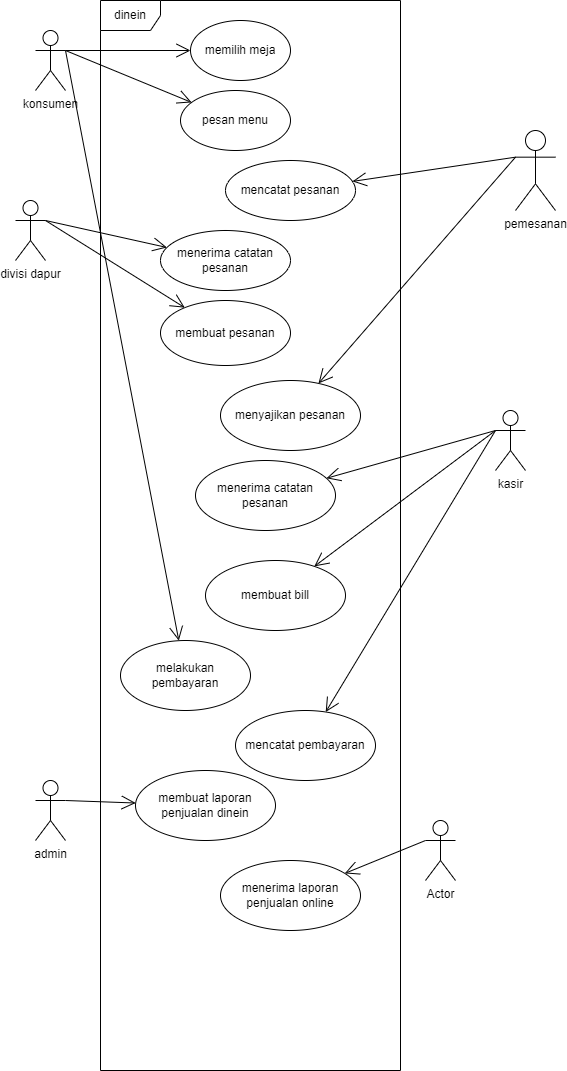 dinein
memilih meja
konsumen
pesan menu
mencatat pesanan
pemesanan
menerima catatan
pesanan
divisi dapur
membuat pesanan
menyajikan pesanan
kasir
menerima catatan
pesanan
membuat bill
melakukan
pembayaran
mencatat pembayaran
membuat laporan
penjualan dinein
admin
menerima laporan
penjualan online
Actor